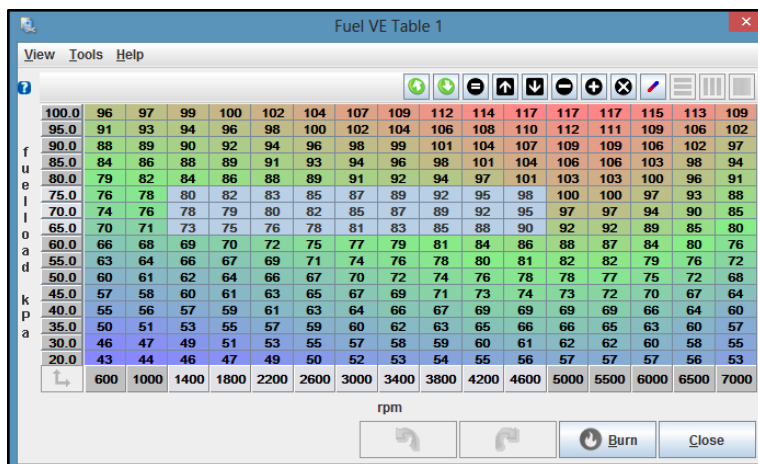 Fuel VE Table 1
View Tools Help
fuelload kPa
100.0 96 97 99 100 102 104 107 109 112 114 117 117 117 115 113 109
95.0 91 93 94 96 98 100 102 104 106 108 110 112 111 109 106 102
90.0 88 89 90 92 94 96 98 99 101 104 107 109 109 106 102 97
85.0 84 86 88 89 91 93 94 96 98 101 104 106 106 103 98 94
80.0 79 82 84 86 88 89 91 92 94 97 101 103 103 100 96 91
75.0 76 78 80 82 83 85 87 89 92 95 98 100 100 97 93 88
70.0 74 76 78 79 80 82 85 87 89 92 95 97 97 94 90 85
65.0 70 71 73 75 76 78 81 83 85 88 90 92 92 89 85 80
60.0 66 68 69 70 72 75 77 79 81 84 86 88 87 84 80 76
55.0 63 64 66 67 69 71 74 76 78 80 81 82 82 79 76 72
50.0 60 61 62 64 66 67 70 72 74 76 78 78 77 75 72 68
45.0 57 58 60 61 63 65 67 69 71 73 74 73 72 70 67 64
40.0 55 56 57 59 61 63 64 66 67 69 69 69 69 66 64 60
35.0 50 51 53 55 57 59 60 62 63 65 66 66 65 63 60 57
30.0 46 47 49 51 53 55 57 58 59 60 61 62 62 60 58 55
20.0 43 44 46 47 49 50 52 53 54 55 56 57 57 57 56 53
600 1000 1400 1800 2200 2600 3000 3400 3800 4200 4600 5000 5500 6000 6500 7000
rpm
Burn Close